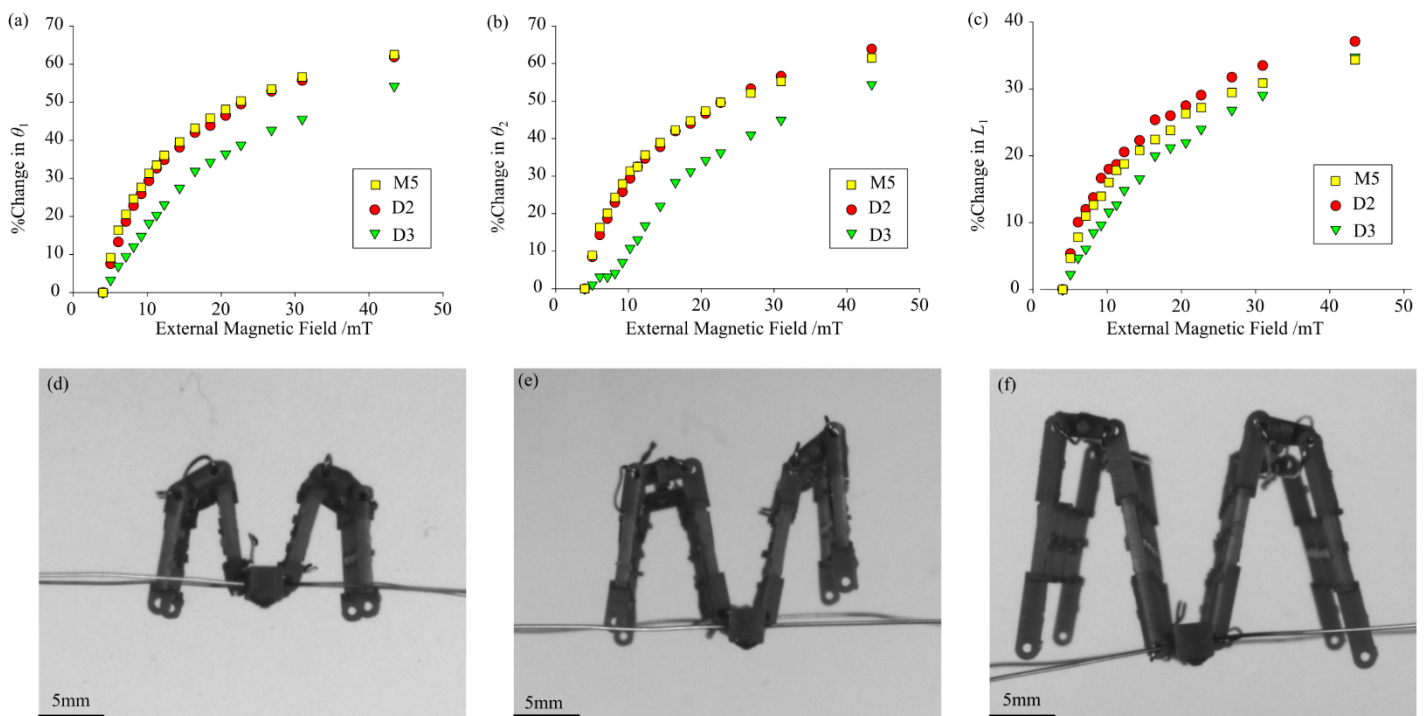 (a)
70
60
50
40
30
20
10
0
%Change in θ1
0
10
20
30
40
50
External Magnetic Field /mT
M5
D2
D3
(b)
70
60
50
40
30
20
10
0
%Change in θ2
0
10
20
30
40
50
External Magnetic Field /mT
M5
D2
D3
(c)
40
30
20
10
0
%Change in L1
0
10
20
30
40
50
External Magnetic Field /mT
M5
D2
D3
(d)
5mm
(e)
5mm
(f)
5mm